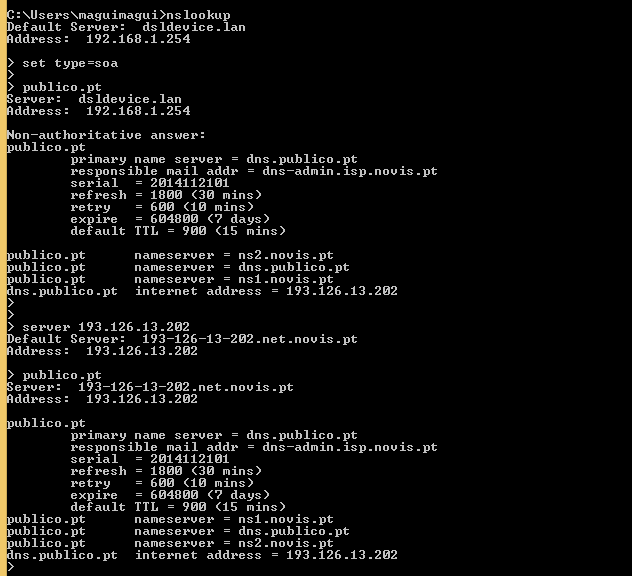 C:\Users\maguimagui>nslookup
Default Server:  dsldevice.lan
Address:  192.168.1.254
> set type=soa
>
> publico.pt
Server:  dsldevice.lan
Address:  192.168.1.254
Non-authoritative answer:
publico.pt
        primary name server = dns.publico.pt
        responsible mail addr = dns-admin.isp.novis.pt
        serial  = 2014112101
        refresh = 1800 (30 mins)
        retry   = 600 (10 mins)
        expire  = 604800 (7 days)
        default TTL = 900 (15 mins)
publico.pt      nameserver = ns2.novis.pt
publico.pt      nameserver = dns.publico.pt
publico.pt      nameserver = ns1.novis.pt
dns.publico.pt  internet address = 193.126.13.202
>
>
> server 193.126.13.202
Default Server:  193-126-13-202.net.novis.pt
Address:  193.126.13.202
> publico.pt
Server:  193-126-13-202.net.novis.pt
Address:  193.126.13.202
publico.pt
        primary name server = dns.publico.pt
        responsible mail addr = dns-admin.isp.novis.pt
        serial  = 2014112101
        refresh = 1800 (30 mins)
        retry   = 600 (10 mins)
        expire  = 604800 (7 days)
        default TTL = 900 (15 mins)
publico.pt      nameserver = ns1.novis.pt
publico.pt      nameserver = dns.publico.pt
publico.pt      nameserver = ns2.novis.pt
dns.publico.pt  internet address = 193.126.13.202
>